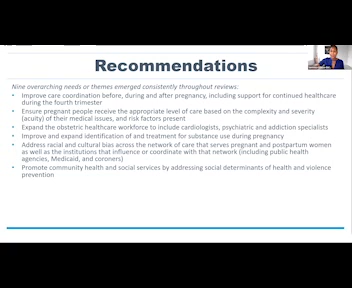 Recommendations
Nine overarching needs or themes emerged consistently throughout reviews:
• Improve care coordination before, during and after pregnancy, including support for continued healthcare
during the fourth trimester
• Ensure pregnant people receive the appropriate level of care based on the complexity and severity
(acuity) of their medical issues, and risk factors present
• Expand the obstetric healthcare workforce to include cardiologists, psychiatric and addiction specialists
• Improve and expand identification of and treatment for substance use during pregnancy
• Address racial and cultural bias across the network of care that serves pregnant and postpartum women
as well as the institutions that influence or coordinate with that network (including public health
agencies, Medicaid, and coroners)
• Promote community health and social services by addressing social determinants of health and violence
prevention